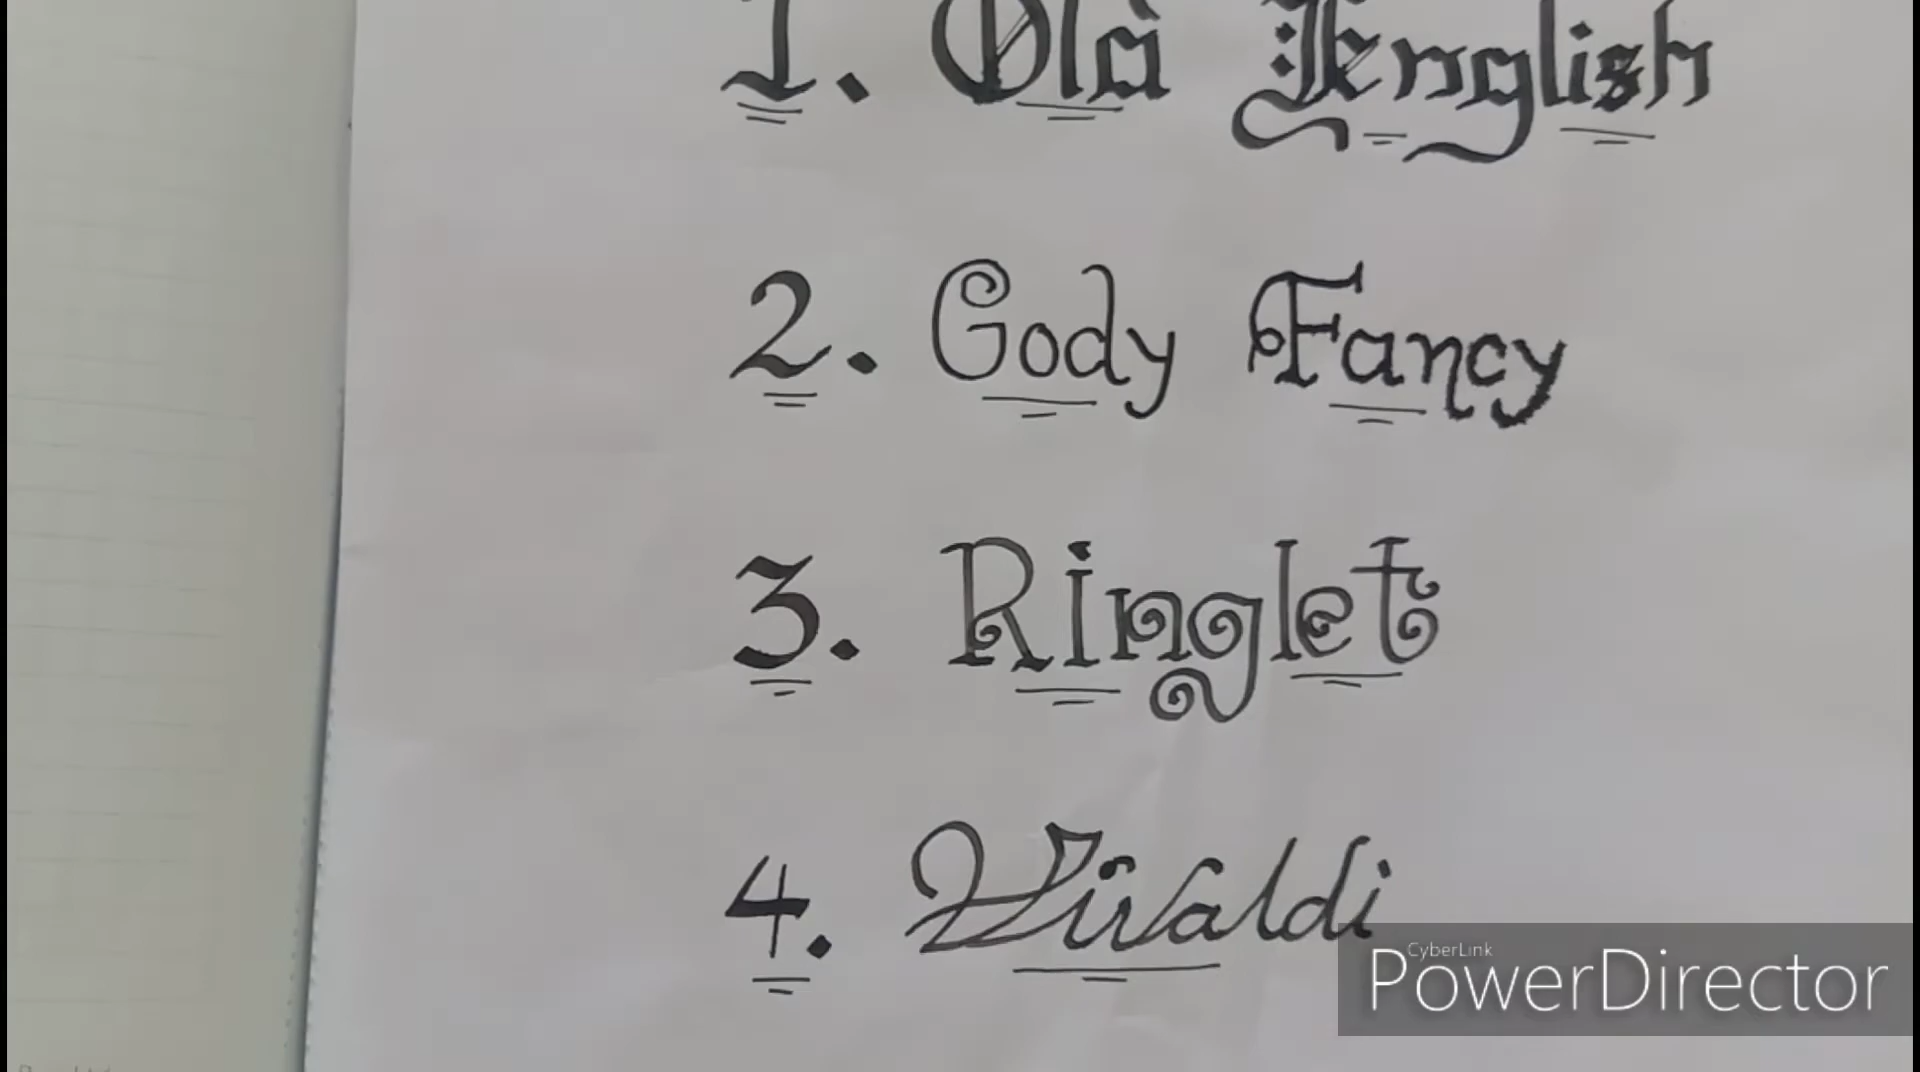 1. Old English
2. Gody Fancy
3. Ringlet
4. Vivaldi
CyberLink
PowerDirector